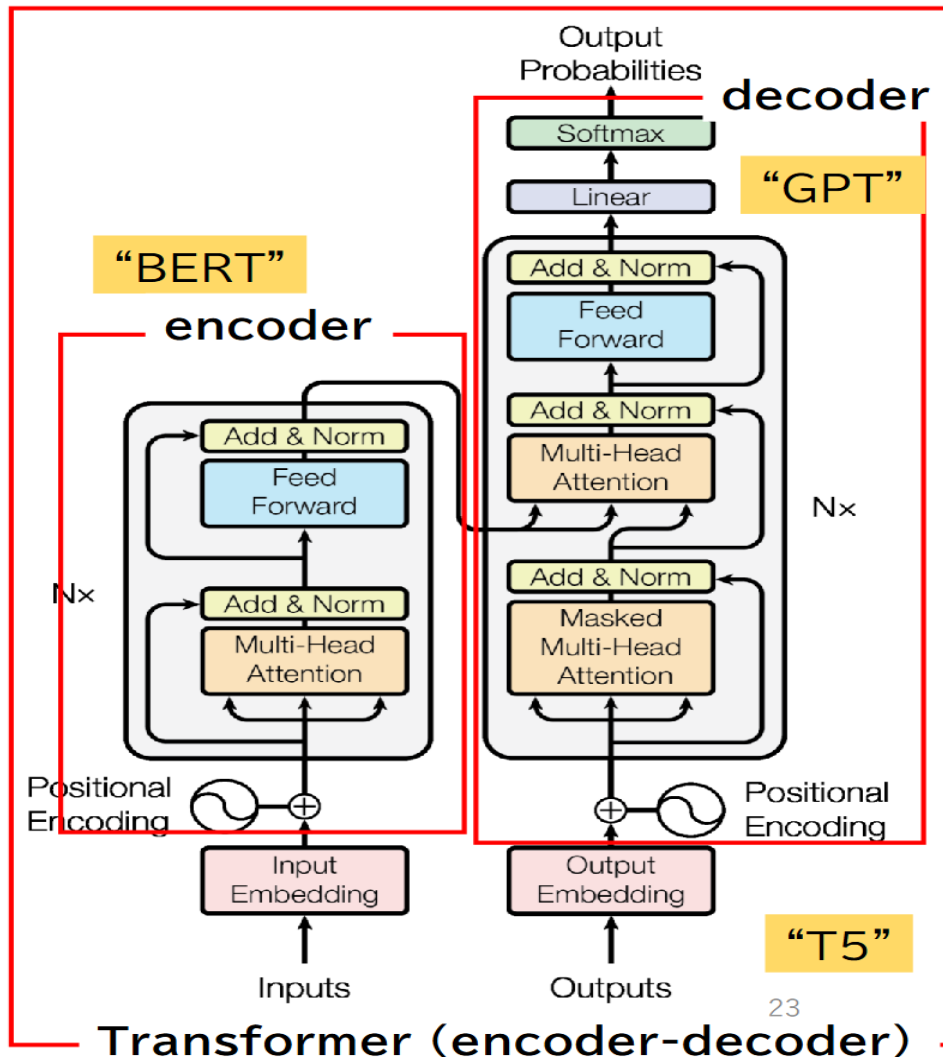 Output
Probabilities
decoder
Softmax
"GPT"
Linear
"BERT"
encoder
Add & Norm
Feed
Forward
Add & Norm
Multi-Head
Attention
Nx
Add & Norm
Masked
Multi-Head
Attention
Add & Norm
Feed
Forward
Nx
Add & Norm
Multi-Head
Attention
Positional
Encoding
Positional
Encoding
Input
Embedding
Output
Embedding
"T5"
Inputs
Outputs
23
Transformer (encoder-decoder)